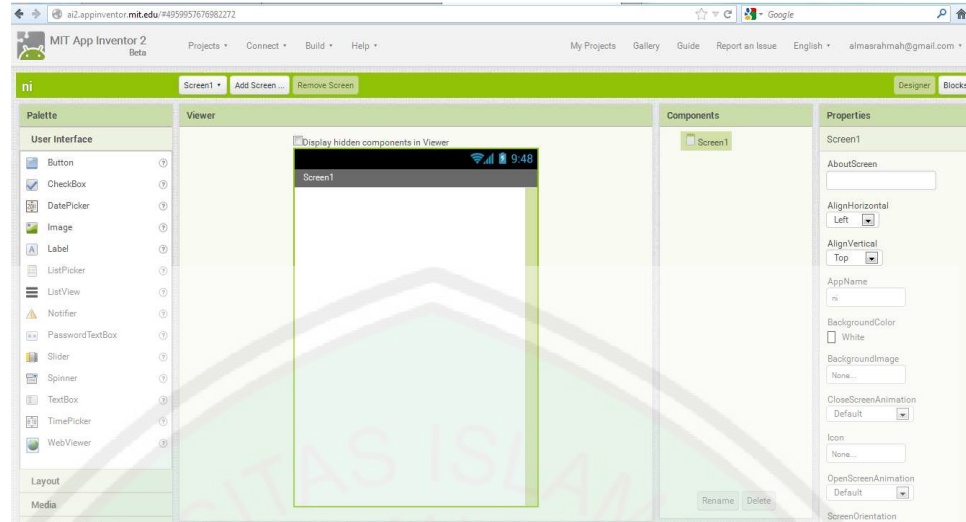 ai2.appinventor.mit.edu/#4959957676982272
Google
MIT App Inventor 2
Beta
Projects Connect Build Help
My Projects Gallery Guide Report an Issue English almasrahmah@gmail.com
ni
Screen1 Add Screen ... Remove Screen
Designer Blocks
Palette
User Interface
Button
CheckBox
DatePicker
Image
Label
ListPicker
ListView
Notifier
PasswordTextBox
Slider
Spinner
TextBox
TimePicker
WebViewer
Layout
Media
Viewer
Display hidden components in Viewer
9:48
Screen1
Components
Screen1
Rename Delete
Properties
Screen1
AboutScreen
AlignHorizontal
Left
AlignVertical
Top
AppName
ni
BackgroundColor
White
BackgroundImage
None...
CloseScreenAnimation
Default
Icon
None...
OpenScreenAnimation
Default
ScreenOrientation
ITAS ISLAM